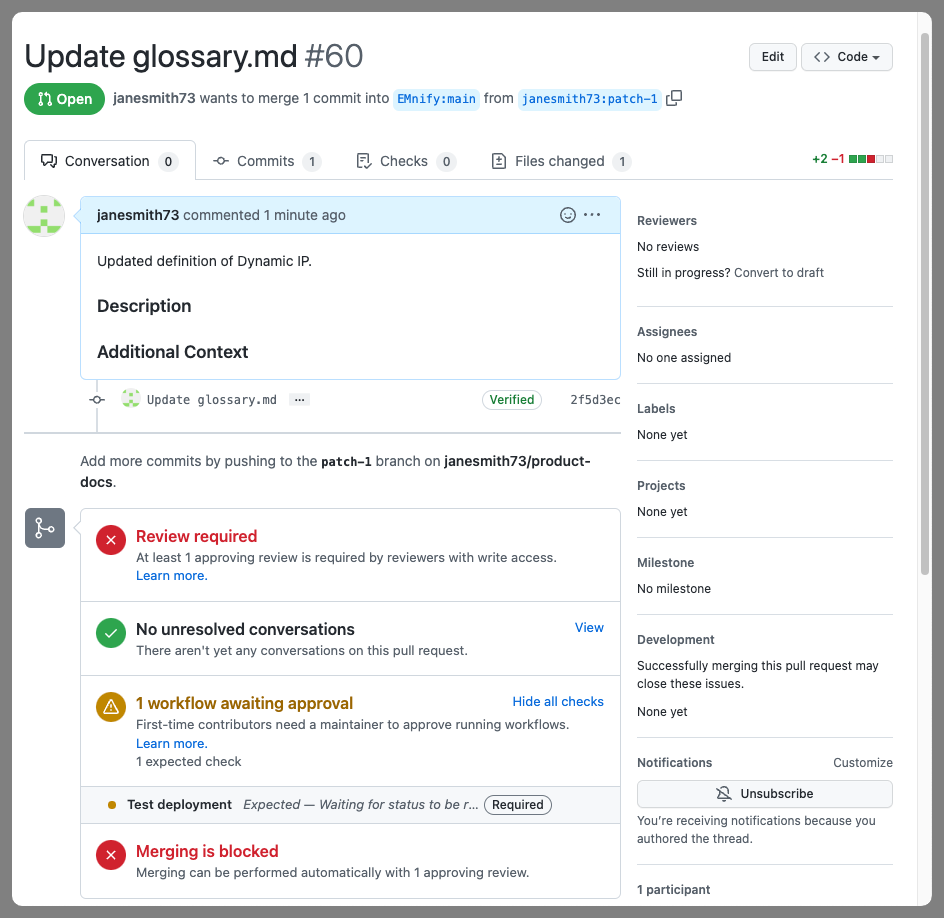 Update glossary.md #60
Edit
Code
Open
janesmith73 wants to merge 1 commit into EMnify:main from janesmith73:patch-1
Conversation 0
Commits 1
Checks 0
Files changed 1
+2 −1
janesmith73 commented 1 minute ago
Updated definition of Dynamic IP.
Description
Additional Context
Update glossary.md ...
Verified
2f5d3ec
Add more commits by pushing to the patch-1 branch on janesmith73/product-
docs.
Review required
At least 1 approving review is required by reviewers with write access.
Learn more.
No unresolved conversations
View
There aren't yet any conversations on this pull request.
1 workflow awaiting approval
Hide all checks
First-time contributors need a maintainer to approve running workflows.
Learn more.
1 expected check
Test deployment Expected — Waiting for status to be r... Required
Merging is blocked
Merging can be performed automatically with 1 approving review.
Reviewers
No reviews
Still in progress? Convert to draft
Assignees
No one assigned
Labels
None yet
Projects
None yet
Milestone
No milestone
Development
Successfully merging this pull request may
close these issues.
None yet
Notifications
Customize
Unsubscribe
You're receiving notifications because you
authored the thread.
1 participant